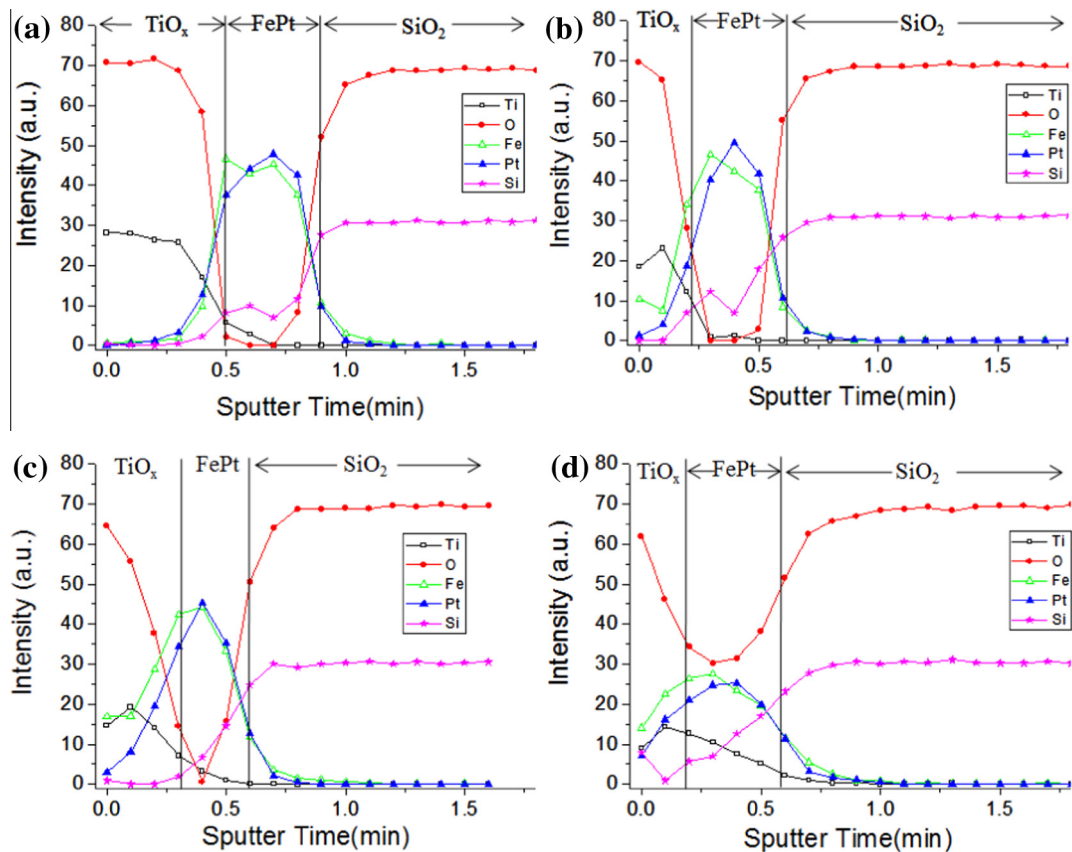 (a)
TiOx
FePt
SiO2
80
70
60
50
40
30
20
10
0
Intensity (a.u.)
Ti
O
Fe
Pt
Si
0.0 0.5 1.0 1.5
Sputter Time(min)
(b)
TiOx
FePt
SiO2
80
70
60
50
40
30
20
10
0
Intensity (a.u.)
Ti
O
Fe
Pt
Si
0.0 0.5 1.0 1.5
Sputter Time(min)
(c)
TiOx
FePt
SiO2
80
70
60
50
40
30
20
10
0
Intensity (a.u.)
Ti
O
Fe
Pt
Si
0.0 0.5 1.0 1.5
Sputter Time(min)
(d)
TiOx
FePt
SiO2
80
70
60
50
40
30
20
10
0
Intensity (a.u.)
Ti
O
Fe
Pt
Si
0.0 0.5 1.0 1.5
Sputter Time(min)